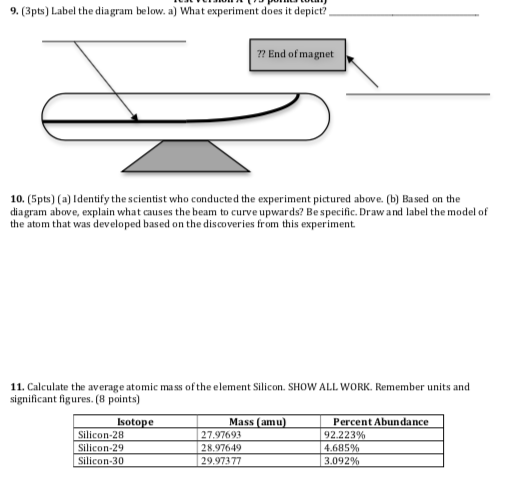 9. (3pts) Label the diagram below. a) What experiment does it depict?
?? End of magnet
10. (5pts) (a) Identify the scientist who conducted the experiment pictured above. (b) Based on the
diagram above, explain what causes the beam to curve upwards? Be specific. Draw and label the model of
the atom that was developed based on the discoveries from this experiment.
11. Calculate the average atomic mass of the element Silicon. SHOW ALL WORK. Remember units and
significant figures. (8 points)
Isotope Mass (amu) Percent Abundance
Silicon-28 27.97693 92.223%
Silicon-29 28.97649 4.685%
Silicon-30 29.97377 3.092%